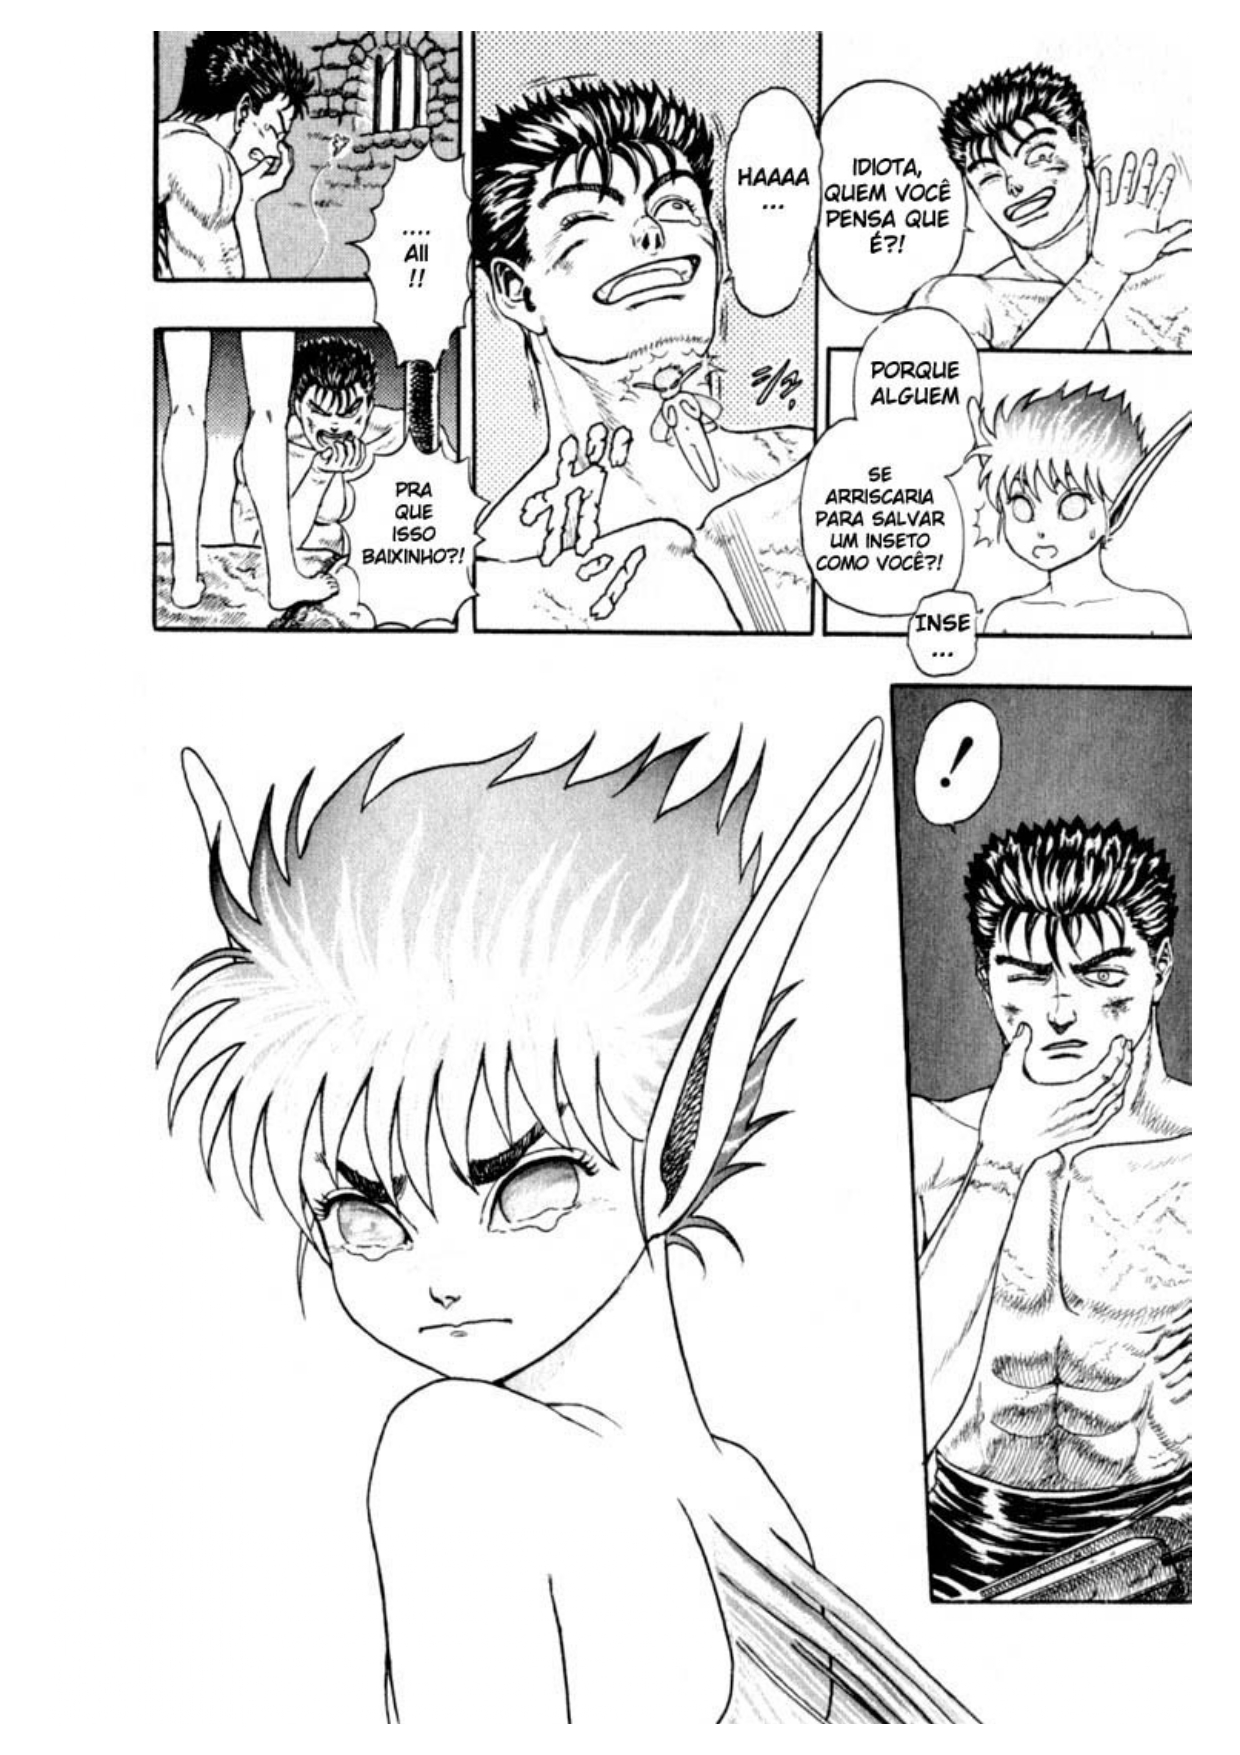 IDIOTA,
QUEM VOCÊ
PENSA QUE
É?!
PORQUE
ALGUEM
SE
ARRISCARIA
PARA SALVAR
UM INSETO
COMO VOCÊ?!
INSE
...
HAAAA
...
....
AII
!!
PRA
QUE
ISSO
BAIXINHO?!
!